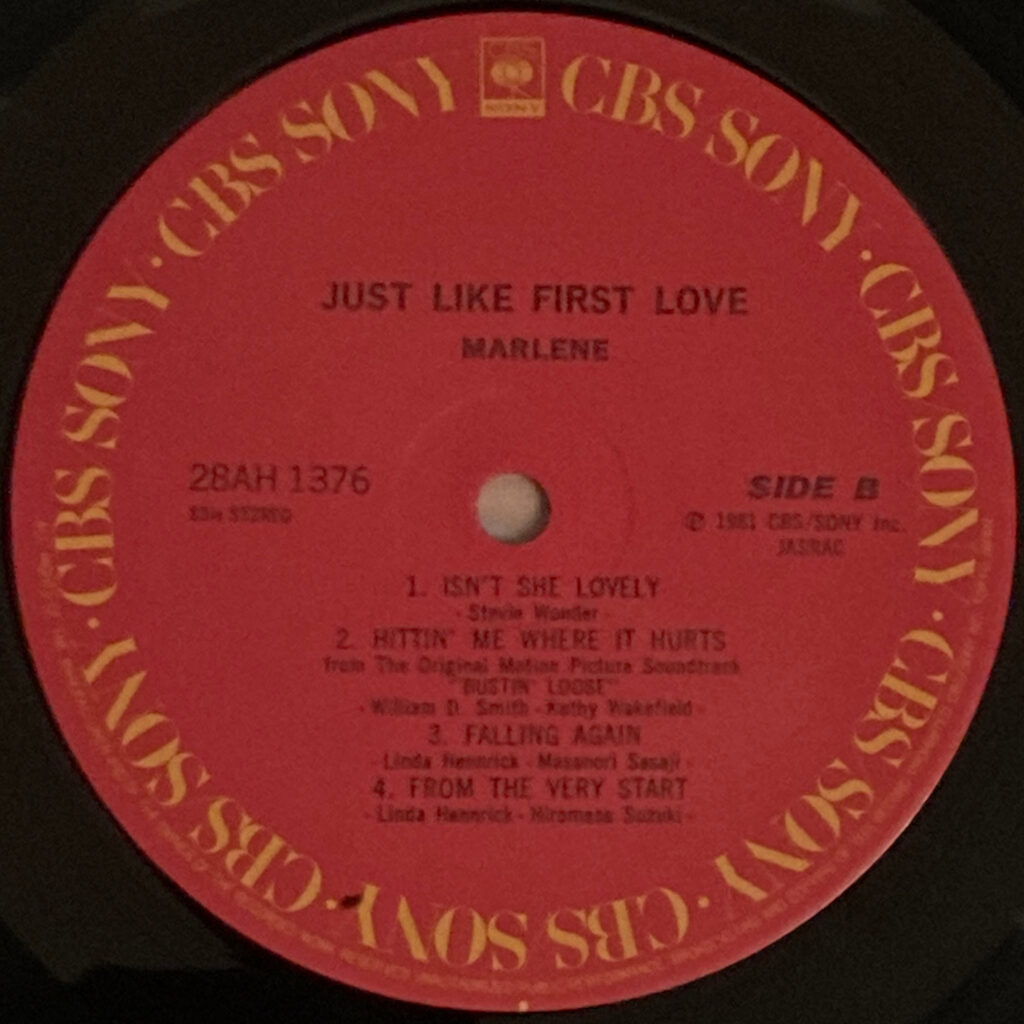 CBS SONY · CBS SONY · CBS SONY · CBS SONY · CBS SONY · CBS SONY · CBS SONY · CBS SONY
JUST LIKE FIRST LOVE
MARLENE
28AH 1376
STEREO
SIDE B
Ⓟ 1981 CBS/SONY Inc.
JASRAC
1. ISN'T SHE LOVELY
- Stevie Wonder -
2. HITTIN' ME WHERE IT HURTS
from The Original Motion Picture Soundtrack
"BUSTIN' LOOSE"
- William D. Smith - Kathy Wakefield -
3. FALLING AGAIN
- Linda Hennrick - Masanori Sasaji -
4. FROM THE VERY START
- Linda Hennrick - Hiromasa Suzuki -